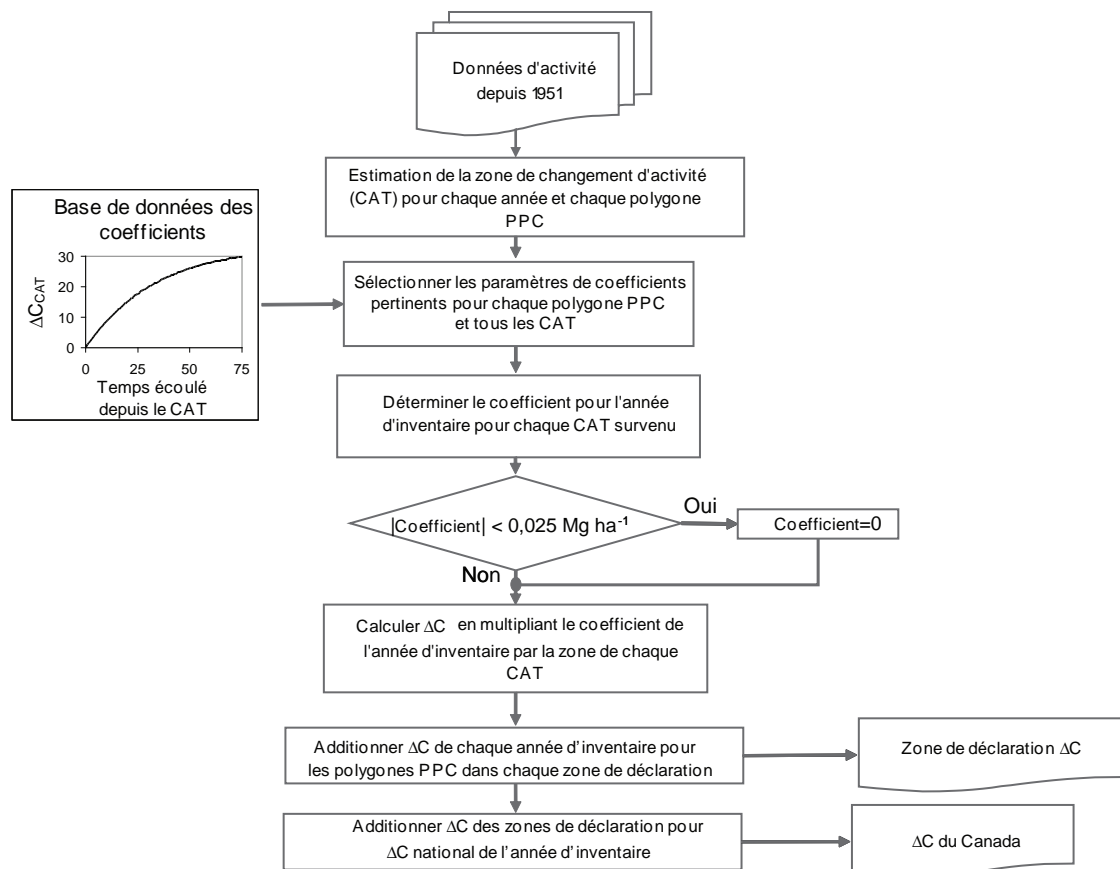 Données d'activité
depuis 1951
Estimation de la zone de changement d'activité
(CAT) pour chaque année et chaque polygone
PPC
Base de données des
coefficients
30
20
10
0
ΔC_CAT
0 25 50 75
Temps écoulé
depuis le CAT
Sélectionner les paramètres de coefficients
pertinents pour chaque polygone PPC
et tous les CAT
Déterminer le coefficient pour l'année
d'inventaire pour chaque CAT survenu
|Coefficient| < 0,025 Mg ha⁻¹
Oui
Coefficient=0
Non
Calculer ΔC en multipliant le coefficient de
l'année d'inventaire par la zone de chaque
CAT
Additionner ΔC de chaque année d'inventaire pour
les polygones PPC dans chaque zone de déclaration
Zone de déclaration ΔC
Additionner ΔC des zones de déclaration pour
ΔC national de l'année d'inventaire
ΔC du Canada